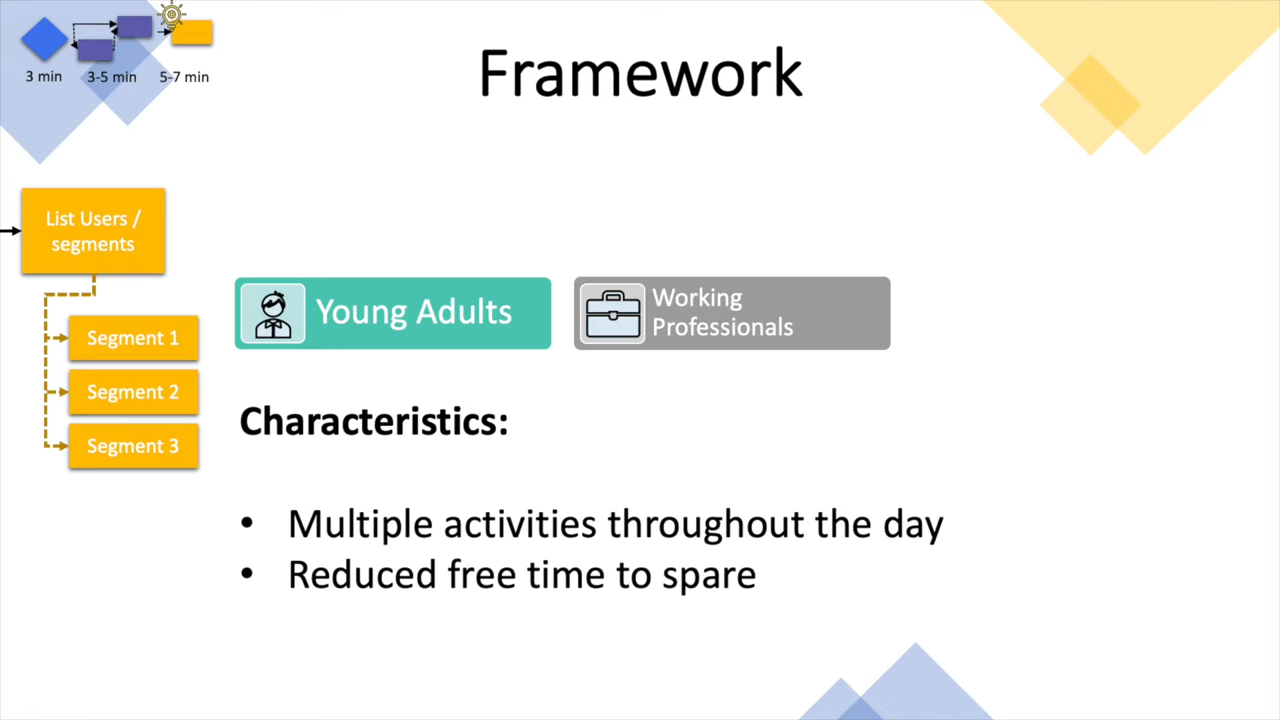 3 min
3-5 min
5-7 min
Framework
List Users /
segments
Segment 1
Segment 2
Segment 3
Young Adults
Working
Professionals
Characteristics:
• Multiple activities throughout the day
• Reduced free time to spare